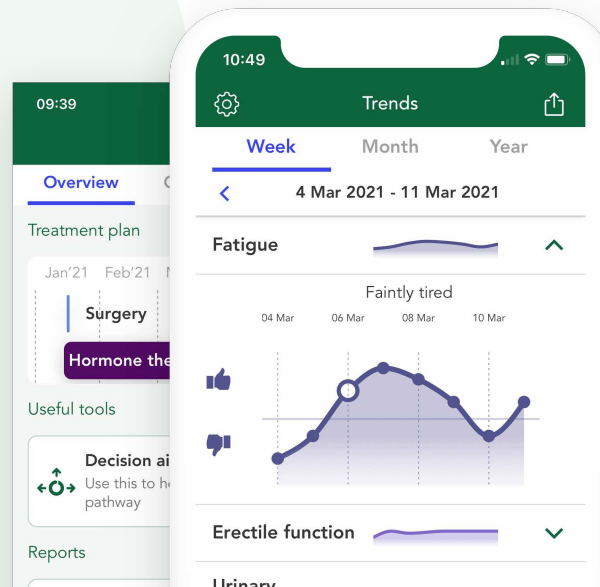 09:39
Overview
Treatment plan
Jan'21 Feb'21
Surgery
Hormone the
Useful tools
Decision ai
Use this to he
pathway
Reports
10:49
Trends
Week Month Year
4 Mar 2021 - 11 Mar 2021
Fatigue
Faintly tired
04 Mar 06 Mar 08 Mar 10 Mar
Erectile function
Urinary